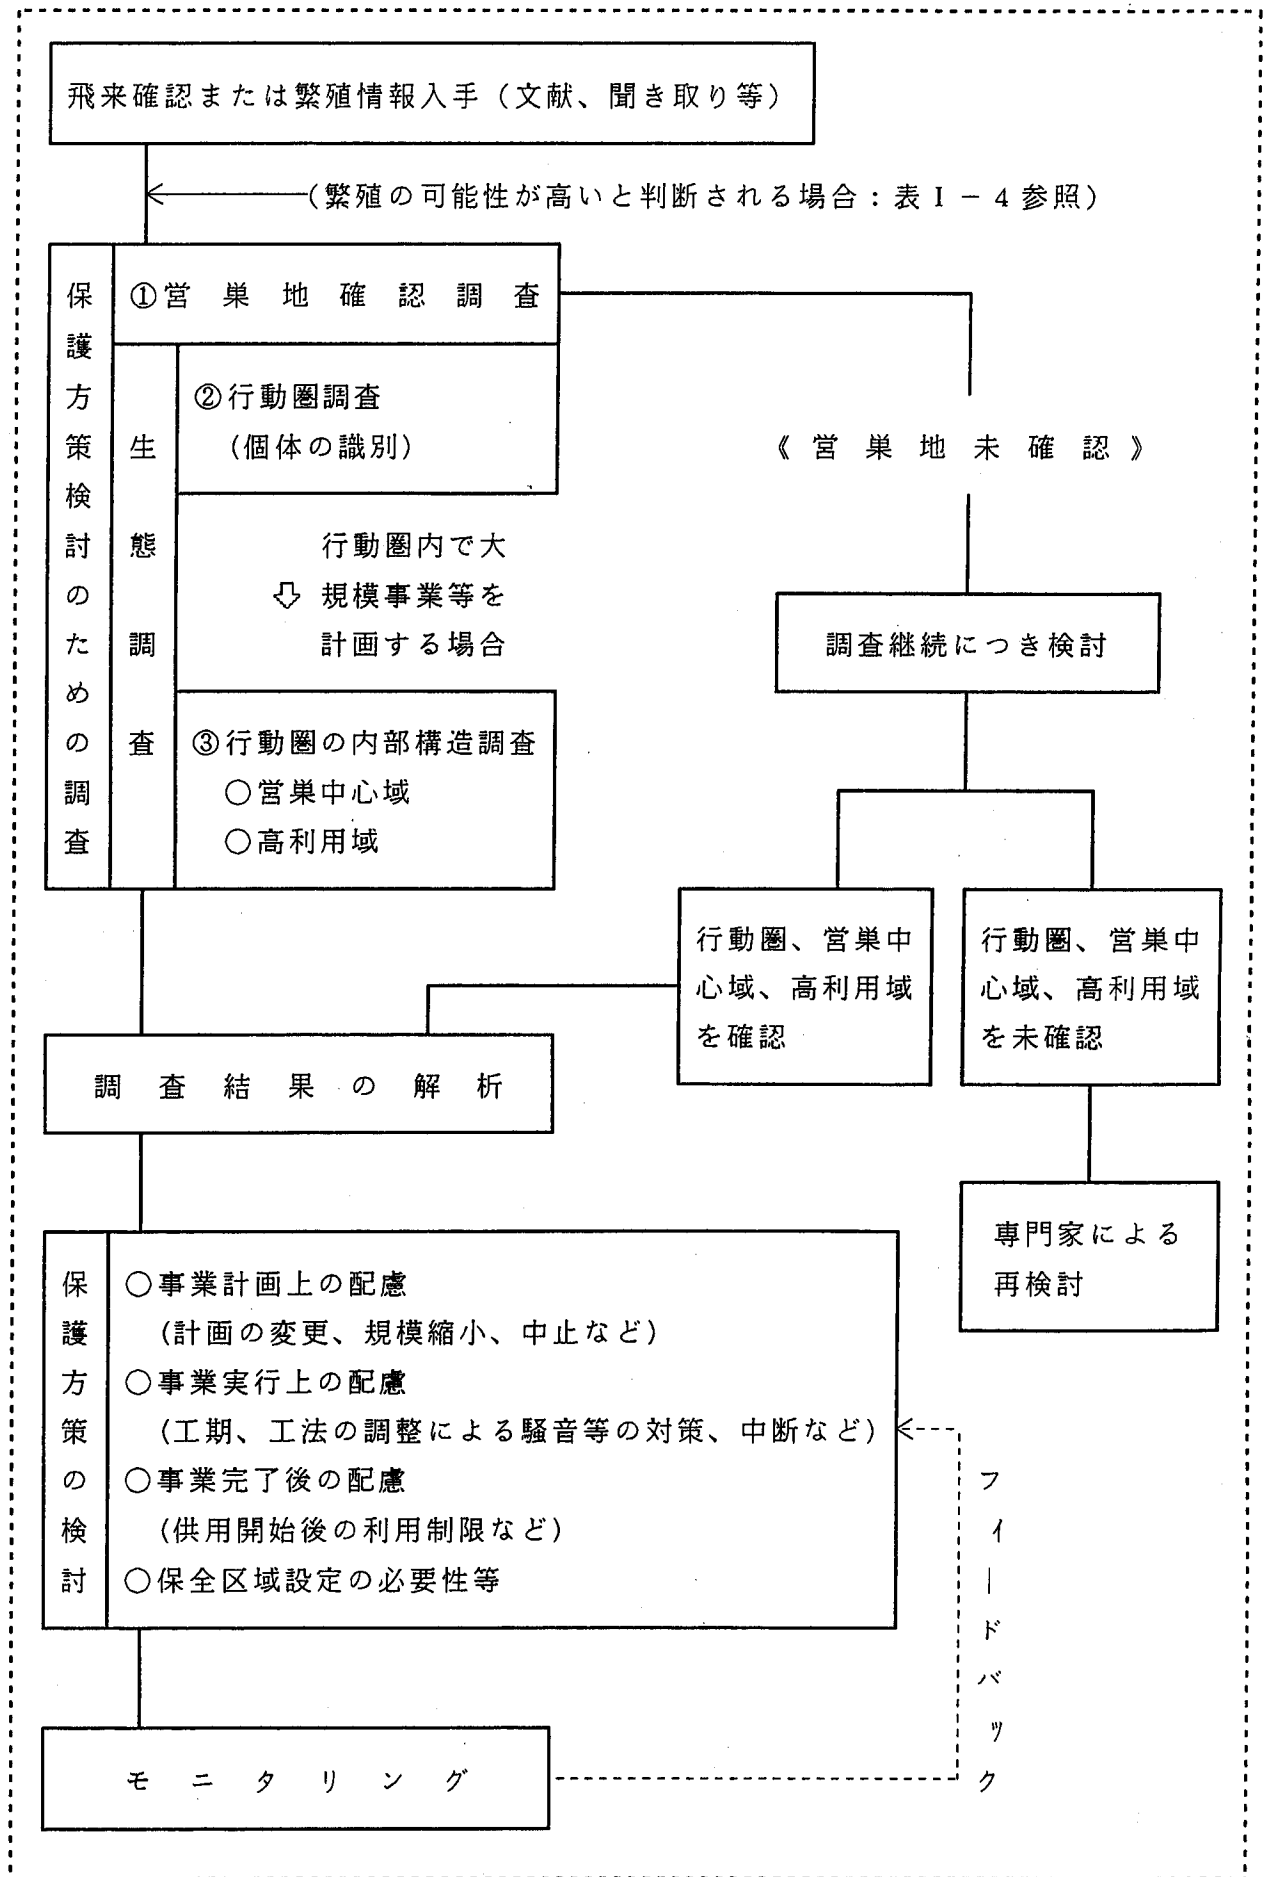 飛来確認または繁殖情報入手（文献、聞き取り等）
（繁殖の可能性が高いと判断される場合：表Ｉ－４参照）
保護方策検討のための調査
①営巣地確認調査
生態調査
②行動圏調査
（個体の識別）
行動圏内で大
規模事業等を
計画する場合
③行動圏の内部構造調査
○営巣中心域
○高利用域
《営巣地未確認》
調査継続につき検討
行動圏、営巣中
心域、高利用域
を確認
行動圏、営巣中
心域、高利用域
を未確認
調査結果の解析
専門家による
再検討
保護方策の検討
○事業計画上の配慮
（計画の変更、規模縮小、中止など）
○事業実行上の配慮
（工期、工法の調整による騒音等の対策、中断など）
○事業完了後の配慮
（供用開始後の利用制限など）
○保全区域設定の必要性等
フィードバック
モニタリング